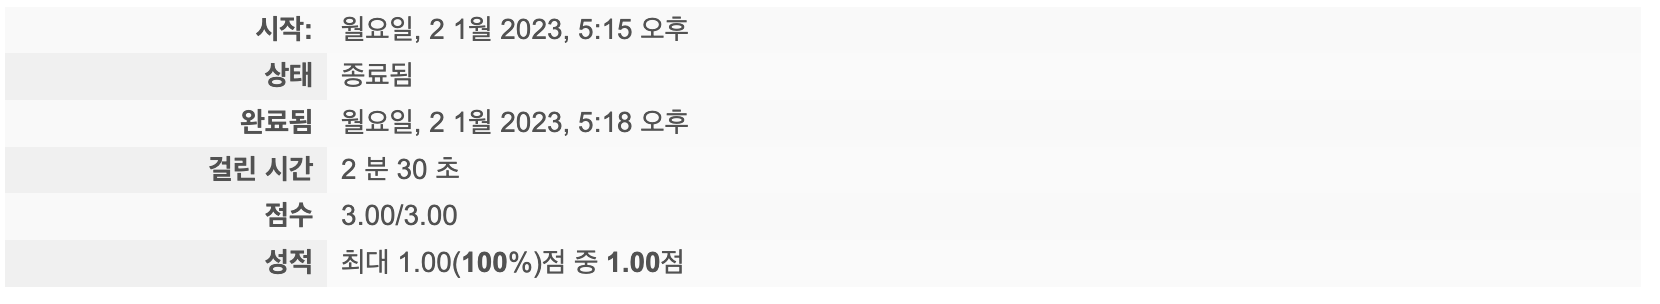 시작: 월요일, 2 1월 2023, 5:15 오후
상태 종료됨
완료됨 월요일, 2 1월 2023, 5:18 오후
걸린 시간 2 분 30 초
점수 3.00/3.00
성적 최대 1.00(100%)점 중 1.00점